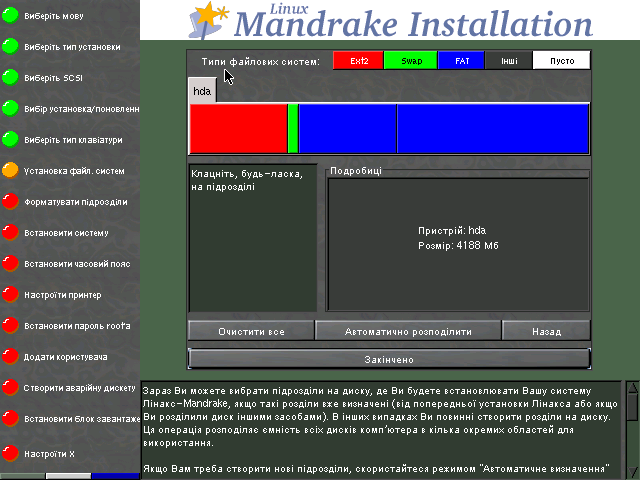 Linux
Mandrake Installation
Виберіть мову
Виберіть тип установки
Виберіть SCSI
Вибір установка/поновленн
Виберіть тип клавіатури
Установка файл. систем
Форматувати підрозділи
Встановити систему
Встановити часовий пояс
Настроїти принтер
Встановити пароль root'а
Додати користувача
Створити аварійну дискету
Встановити блок завантаже
Настроїти X
Типи файлових систем:
Ext2
Swap
FAT
Інші
Пусто
hda
Клацніть, будь-ласка,
на підрозділі
Подробиці
Пристрій: hda
Розмір: 4188 Мб
Очистити все
Автоматично розподілити
Назад
Закінчено
Зараз Ви можете вибрати підрозділи на диску, де Ви будете встановлювати Вашу систему
Лінакс-Mandrake, якщо такі розділи вже визначені (від попередньої установки Лінакса або якщо
Ви розділили диск іншими засобами). В інших випадках Ви повинні створити розділи на диску.
Ця операція розподіляє ємність всіх дисків комп'ютера в кілька окремих областей для
використання.
Якщо Вам треба створити нові підрозділи, скористайтеся режимом "Автоматичне визначення"